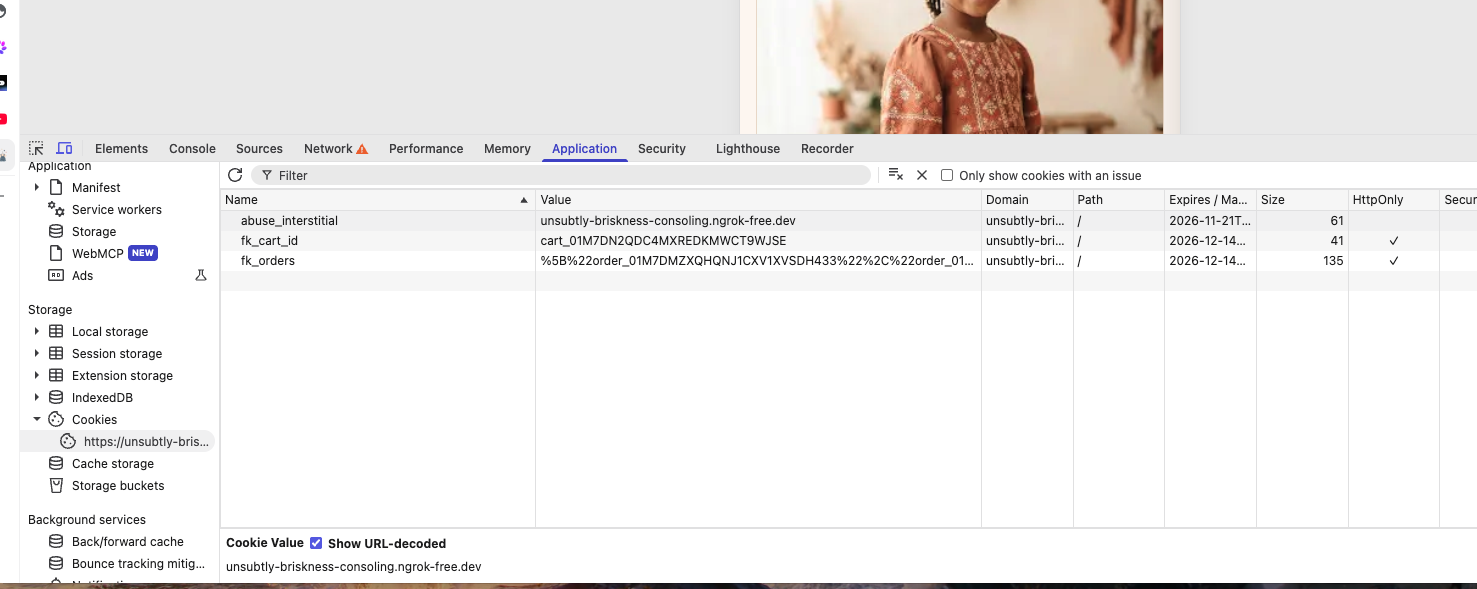 Elements Console Sources Network Performance Memory Application Security Lighthouse Recorder
Application
Manifest
Service workers
Storage
WebMCP NEW
Ads
Storage
Local storage
Session storage
Extension storage
IndexedDB
Cookies
https://unsubtly-bris...
Cache storage
Storage buckets
Background services
Back/forward cache
Bounce tracking mitig...
Filter
Only show cookies with an issue
Name Value Domain Path Expires / Ma... Size HttpOnly
abuse_interstitial unsubtly-briskness-consoling.ngrok-free.dev unsubtly-bri... / 2026-11-21T... 61
fk_cart_id cart_01M7DN2QDC4MXREDKMWCT9WJSE unsubtly-bri... / 2026-12-14... 41 ✓
fk_orders %5B%22order_01M7DMZXQHQNJ1CXV1XVSDH433%22%2C%22order_01... unsubtly-bri... / 2026-12-14... 135 ✓
Cookie Value Show URL-decoded
unsubtly-briskness-consoling.ngrok-free.dev